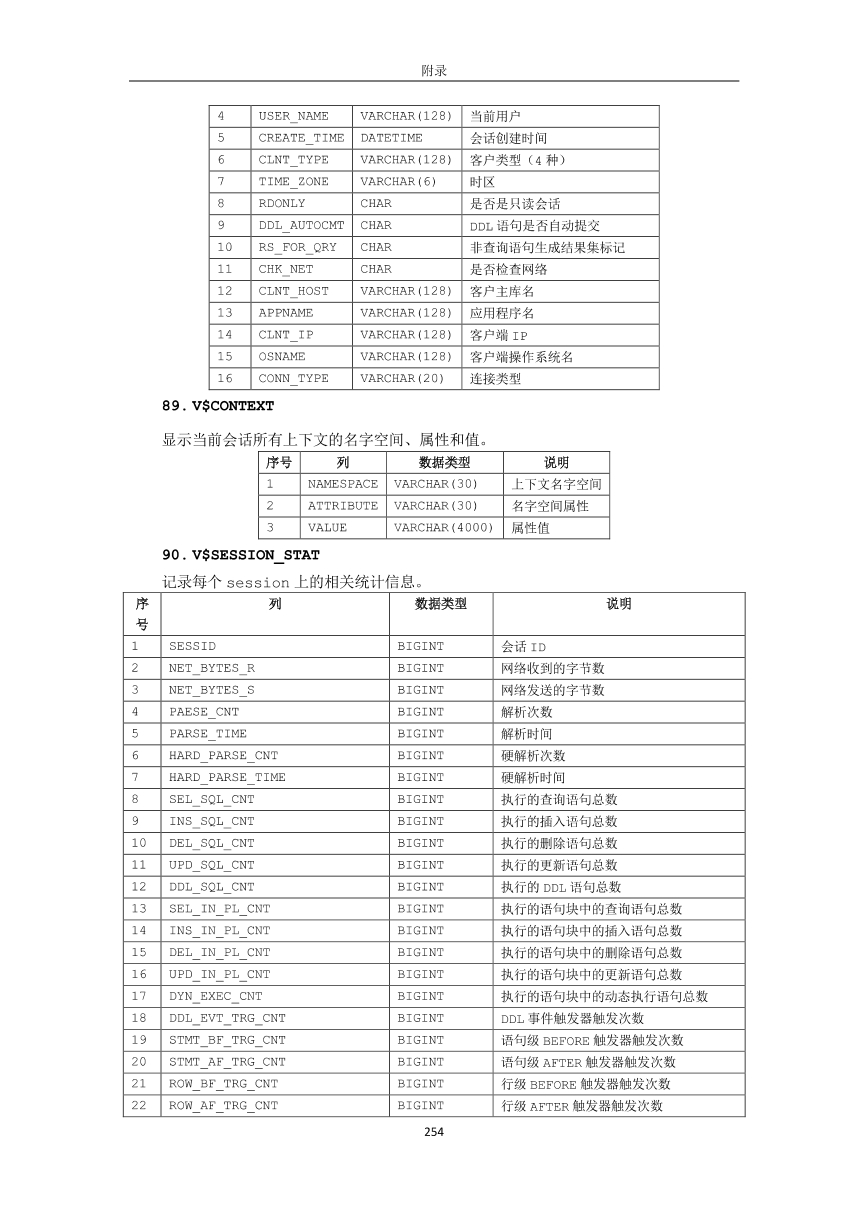 附录
4 USER_NAME VARCHAR(128) 当前用户
5 CREATE_TIME DATETIME 会话创建时间
6 CLNT_TYPE VARCHAR(128) 客户类型（4 种）
7 TIME_ZONE VARCHAR(6) 时区
8 RDONLY CHAR 是否是只读会话
9 DDL_AUTOCMT CHAR DDL 语句是否自动提交
10 RS_FOR_QRY CHAR 非查询语句生成结果集标记
11 CHK_NET CHAR 是否检查网络
12 CLNT_HOST VARCHAR(128) 客户主库名
13 APPNAME VARCHAR(128) 应用程序名
14 CLNT_IP VARCHAR(128) 客户端 IP
15 OSNAME VARCHAR(128) 客户端操作系统名
16 CONN_TYPE VARCHAR(20) 连接类型
89. V$CONTEXT
显示当前会话所有上下文的名字空间、属性和值。
序号 列 数据类型 说明
1 NAMESPACE VARCHAR(30) 上下文名字空间
2 ATTRIBUTE VARCHAR(30) 名字空间属性
3 VALUE VARCHAR(4000) 属性值
90. V$SESSION_STAT
记录每个 session 上的相关统计信息。
序号 列 数据类型 说明
1 SESSID BIGINT 会话 ID
2 NET_BYTES_R BIGINT 网络收到的字节数
3 NET_BYTES_S BIGINT 网络发送的字节数
4 PAESE_CNT BIGINT 解析次数
5 PARSE_TIME BIGINT 解析时间
6 HARD_PARSE_CNT BIGINT 硬解析次数
7 HARD_PARSE_TIME BIGINT 硬解析时间
8 SEL_SQL_CNT BIGINT 执行的查询语句总数
9 INS_SQL_CNT BIGINT 执行的插入语句总数
10 DEL_SQL_CNT BIGINT 执行的删除语句总数
11 UPD_SQL_CNT BIGINT 执行的更新语句总数
12 DDL_SQL_CNT BIGINT 执行的 DDL 语句总数
13 SEL_IN_PL_CNT BIGINT 执行的语句块中的查询语句总数
14 INS_IN_PL_CNT BIGINT 执行的语句块中的插入语句总数
15 DEL_IN_PL_CNT BIGINT 执行的语句块中的删除语句总数
16 UPD_IN_PL_CNT BIGINT 执行的语句块中的更新语句总数
17 DYN_EXEC_CNT BIGINT 执行的语句块中的动态执行语句总数
18 DDL_EVT_TRG_CNT BIGINT DDL 事件触发器触发次数
19 STMT_BF_TRG_CNT BIGINT 语句级 BEFORE 触发器触发次数
20 STMT_AF_TRG_CNT BIGINT 语句级 AFTER 触发器触发次数
21 ROW_BF_TRG_CNT BIGINT 行级 BEFORE 触发器触发次数
22 ROW_AF_TRG_CNT BIGINT 行级 AFTER 触发器触发次数
254